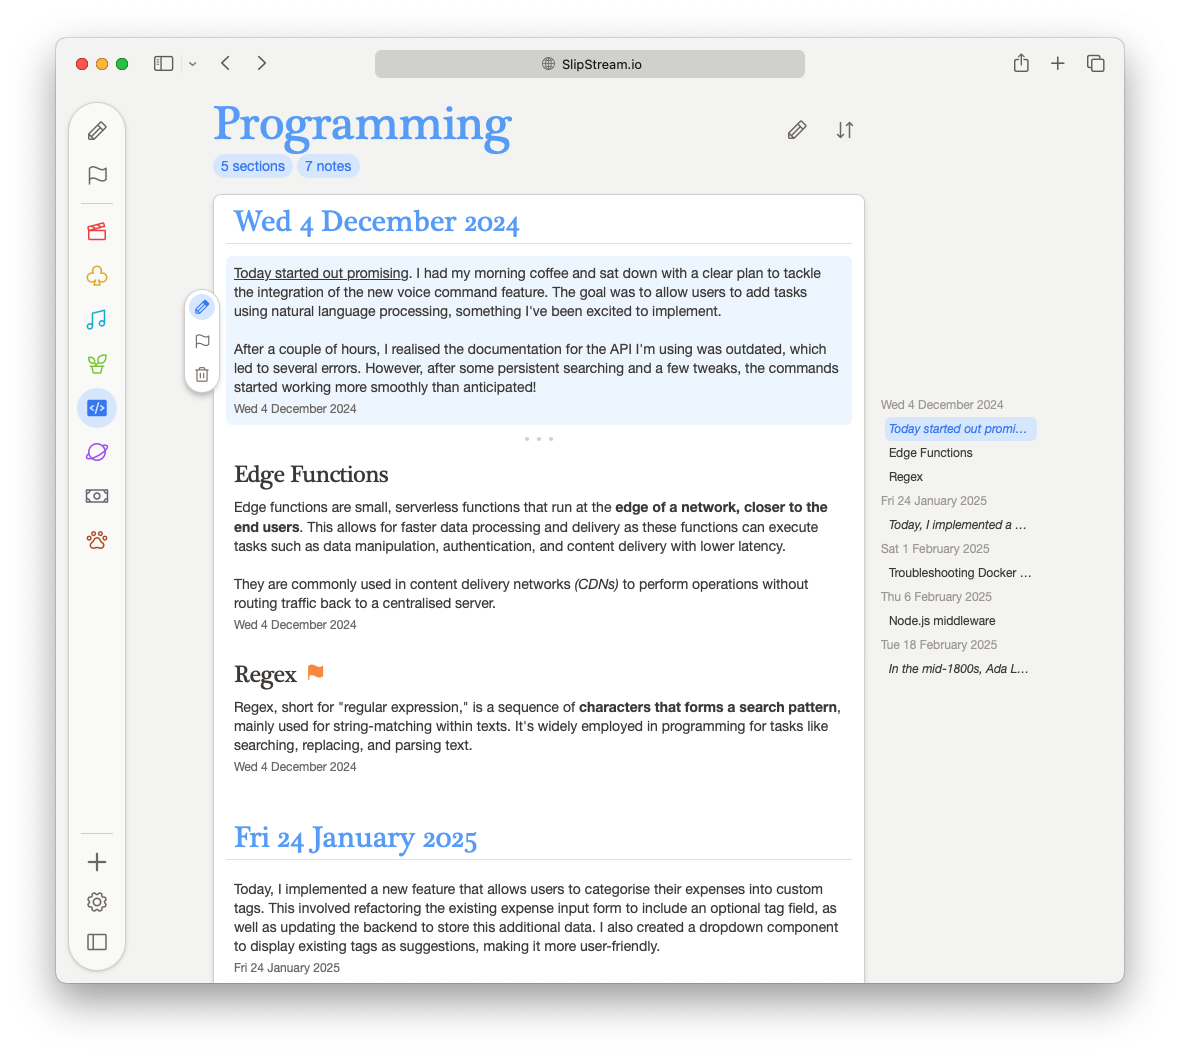 SlipStream.io
Programming
5 sections 7 notes
Wed 4 December 2024
Today started out promising. I had my morning coffee and sat down with a clear plan to tackle
the integration of the new voice command feature. The goal was to allow users to add tasks
using natural language processing, something I've been excited to implement.
After a couple of hours, I realised the documentation for the API I'm using was outdated, which
led to several errors. However, after some persistent searching and a few tweaks, the commands
started working more smoothly than anticipated!
Wed 4 December 2024
Edge Functions
Edge functions are small, serverless functions that run at the edge of a network, closer to the
end users. This allows for faster data processing and delivery as these functions can execute
tasks such as data manipulation, authentication, and content delivery with lower latency.
They are commonly used in content delivery networks (CDNs) to perform operations without
routing traffic back to a centralised server.
Wed 4 December 2024
Regex
Regex, short for "regular expression," is a sequence of characters that forms a search pattern,
mainly used for string-matching within texts. It's widely employed in programming for tasks like
searching, replacing, and parsing text.
Wed 4 December 2024
Fri 24 January 2025
Today, I implemented a new feature that allows users to categorise their expenses into custom
tags. This involved refactoring the existing expense input form to include an optional tag field, as
well as updating the backend to store this additional data. I also created a dropdown component
to display existing tags as suggestions, making it more user-friendly.
Fri 24 January 2025
Wed 4 December 2024
Today started out promi...
Edge Functions
Regex
Fri 24 January 2025
Today, I implemented a ...
Sat 1 February 2025
Troubleshooting Docker ...
Thu 6 February 2025
Node.js middleware
Tue 18 February 2025
In the mid-1800s, Ada L...